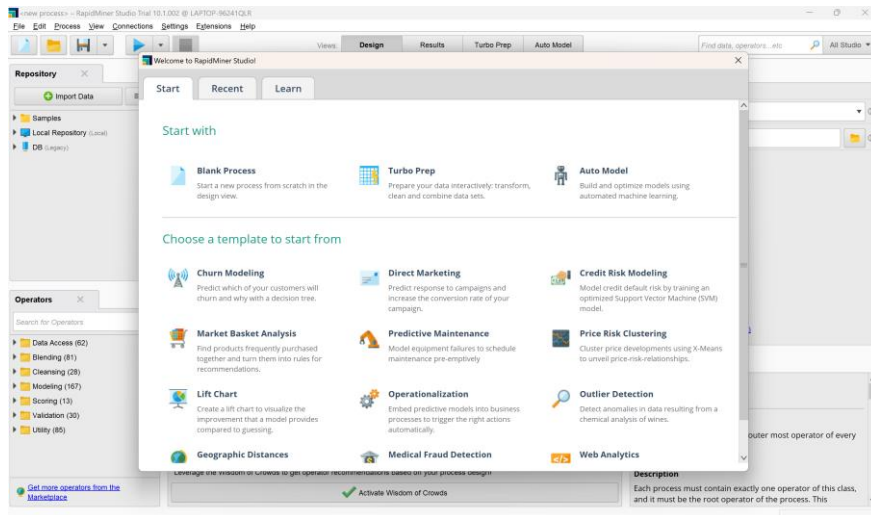 <new process> – RapidMiner Studio Trial 10.1.002 @ LAPTOP-96241QLR
File Edit Process View Connections Settings Extensions Help
Views: Design Results Turbo Prep Auto Model
Find data, operators...etc
All Studio
Repository
Import Data
Samples
Local Repository (Local)
DB (Legacy)
Operators
Search for Operators
Data Access (62)
Blending (81)
Cleansing (28)
Modeling (167)
Scoring (13)
Validation (30)
Utility (85)
Get more operators from the
Marketplace
Welcome to RapidMiner Studio!
Start Recent Learn
Start with
Blank Process
Start a new process from scratch in the
design view.
Turbo Prep
Prepare your data interactively: transform,
clean and combine data sets.
Auto Model
Build and optimize models using
automated machine learning.
Choose a template to start from
Churn Modeling
Predict which of your customers will
churn and why with a decision tree.
Direct Marketing
Predict response to campaigns and
increase the conversion rate of your
campaign.
Credit Risk Modeling
Model credit default risk by training an
optimized Support Vector Machine (SVM)
model.
Market Basket Analysis
Find products frequently purchased
together and turn them into rules for
recommendations.
Predictive Maintenance
Model equipment failures to schedule
maintenance pre-emptively
Price Risk Clustering
Cluster price developments using X-Means
to unveil price-risk-relationships.
Lift Chart
Create a lift chart to visualize the
improvement that a model provides
compared to guessing.
Operationalization
Embed predictive models into business
processes to trigger the right actions
automatically.
Outlier Detection
Detect anomalies in data resulting from a
chemical analysis of wines.
Geographic Distances
Medical Fraud Detection
Web Analytics
Leverage the Wisdom of Crowds to get operator recommendations based on your process design!
Activate Wisdom of Crowds
outer most operator of every
Description
Each process must contain exactly one operator of this class,
and it must be the root operator of the process. This